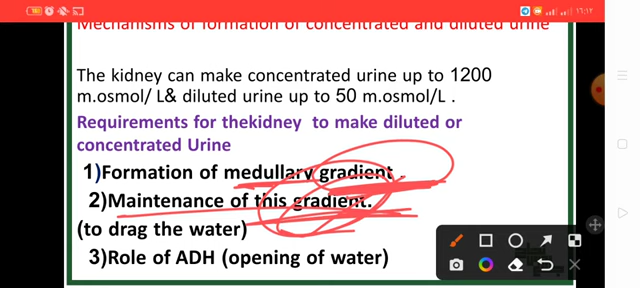 ١٦:١٢
Mechanisms of formation of concentrated and diluted urine
The kidney can make concentrated urine up to 1200
m.osmol/ L& diluted urine up to 50 m.osmol/L .
Requirements for thekidney to make diluted or
concentrated Urine
1)Formation of medullary gradient .
2)Maintenance of this gradient.
(to drag the water)
3)Role of ADH (opening of water)